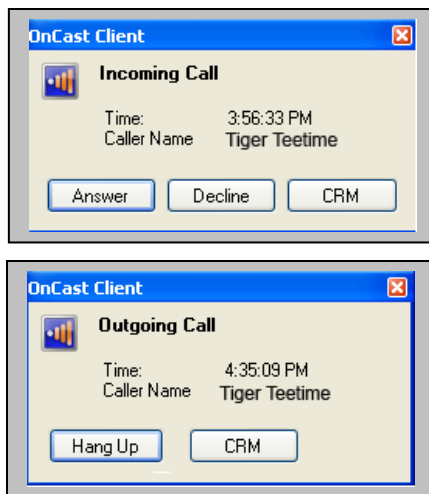 OnCast Client
Incoming Call
Time: 3:56:33 PM
Caller Name Tiger Teetime
Answer Decline CRM
OnCast Client
Outgoing Call
Time: 4:35:09 PM
Caller Name Tiger Teetime
Hang Up CRM